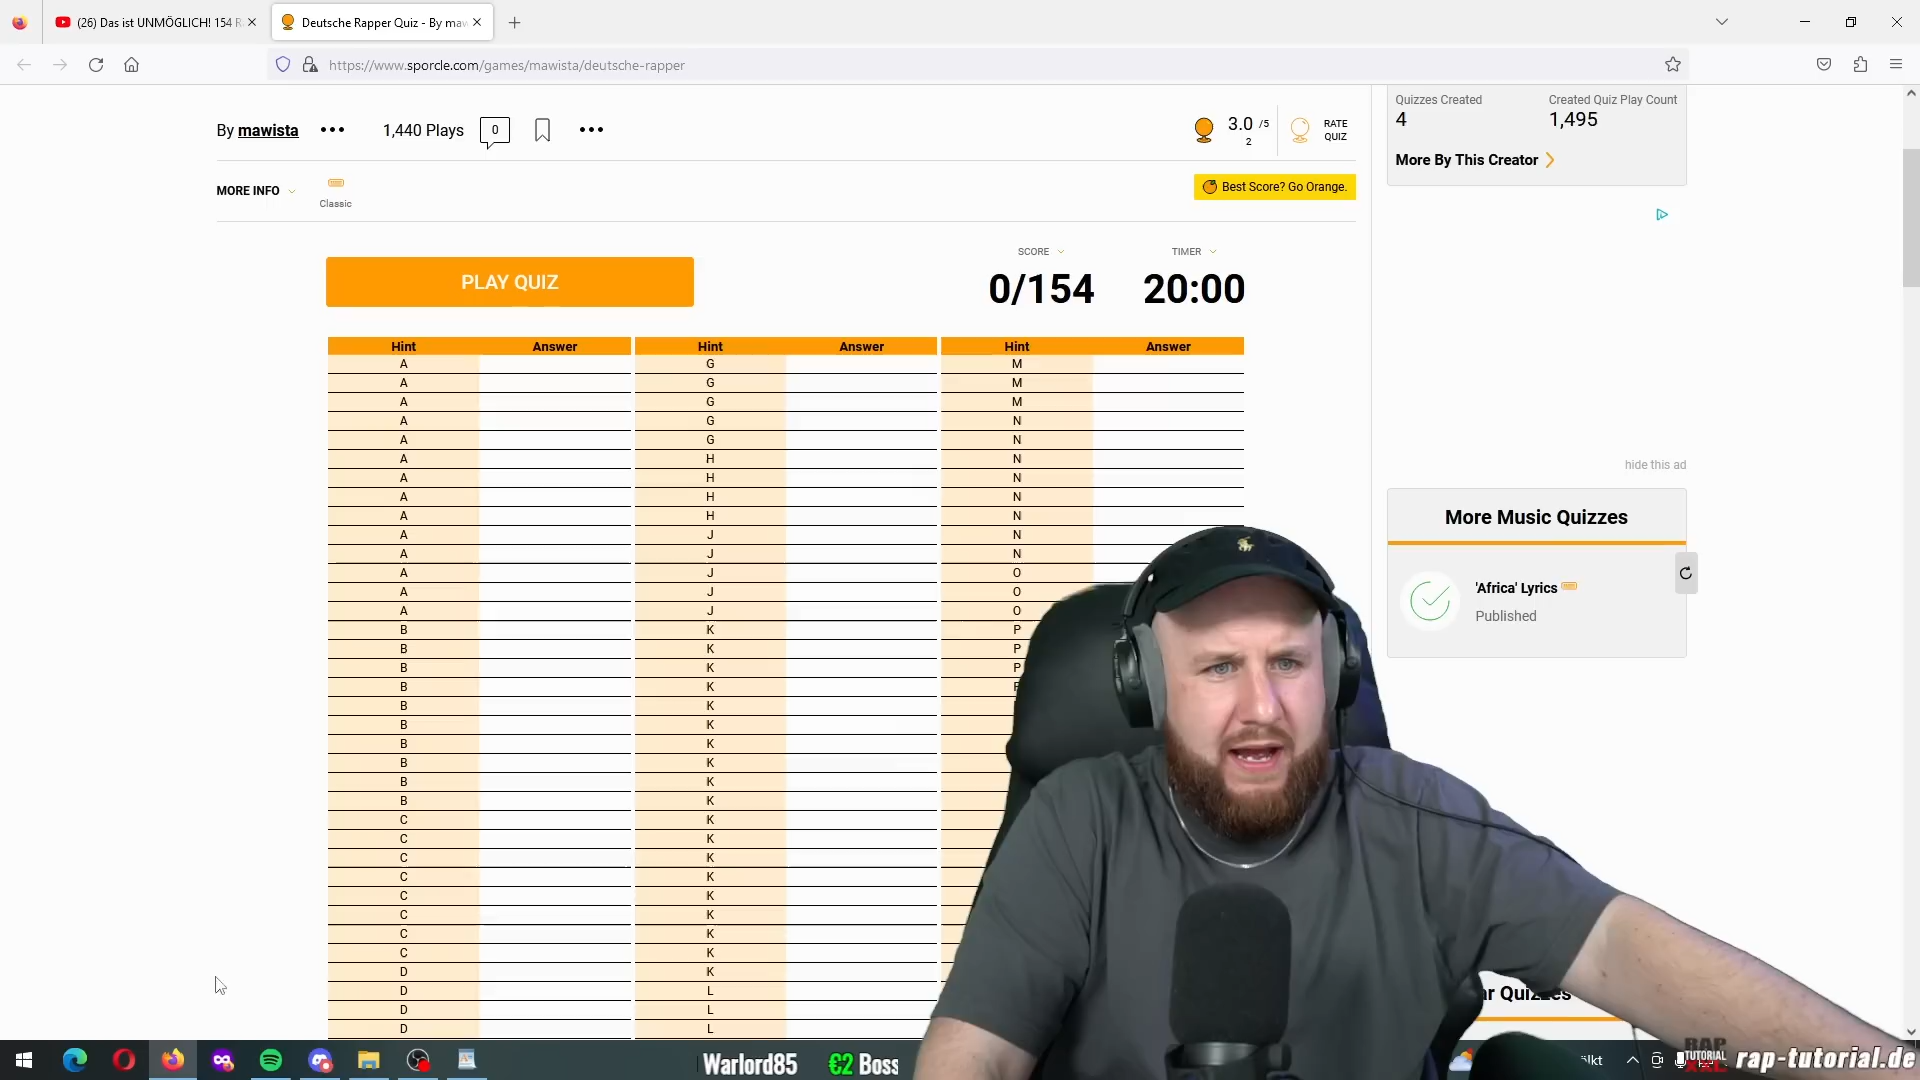 (26) Das ist UNMÖGLICH! 154 R
Deutsche Rapper Quiz - By maw
https://www.sporcle.com/games/mawista/deutsche-rapper
By mawista
1,440 Plays
0
3.0 /5
2
RATE
QUIZ
MORE INFO
Classic
Best Score? Go Orange.
Quizzes Created
4
Created Quiz Play Count
1,495
More By This Creator
PLAY QUIZ
SCORE
0/154
TIMER
20:00
Hint Answer Hint Answer Hint Answer
A G M
A G M
A G M
A G N
A G N
A H N
A H N
A H N
A H N
A J N
A J N
A J O
A J O
A J O
B K P
B K P
B K P
B K
B K
B K
B K
B K
B K
B K
C K
C K
C K
C K
C K
C K
C K
C K
D K
D L
D L
D L
hide this ad
More Music Quizzes
'Africa' Lyrics
Published
Quizzes
Warlord85 €2 Boss
RAP
TUTORIAL
rap-tutorial.de